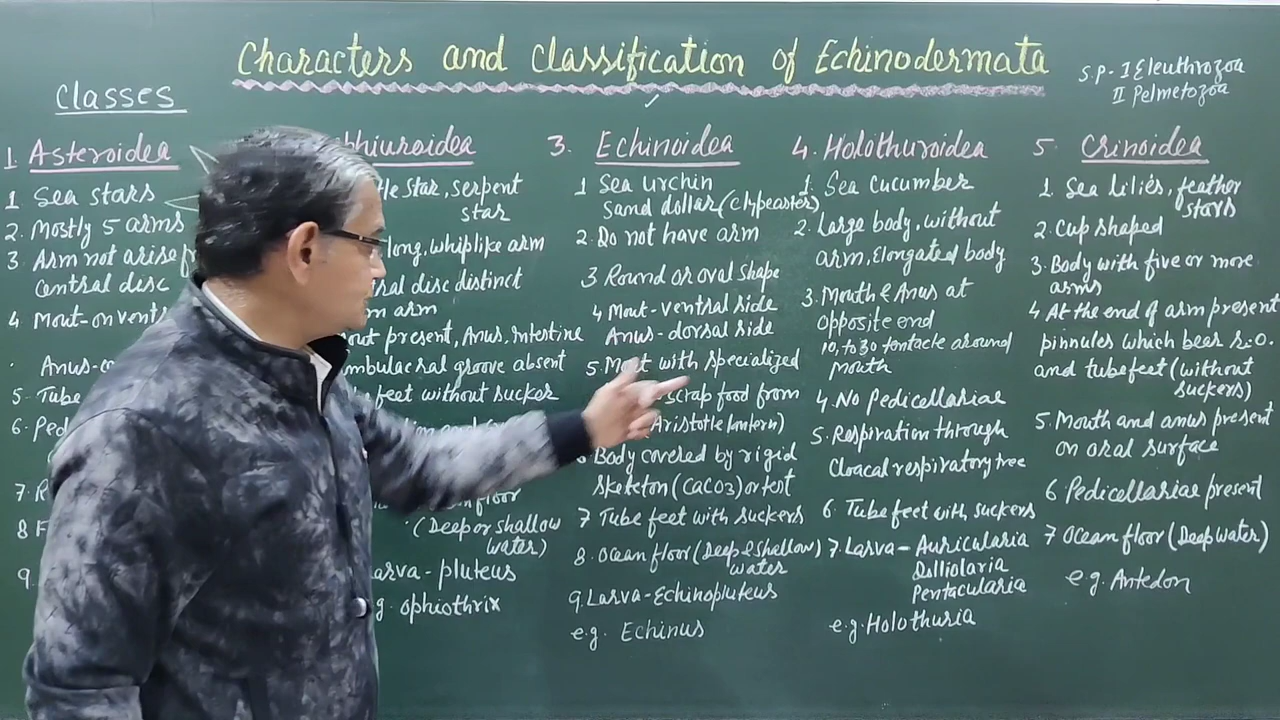 Characters and Classification of Echinodermata
S.P- I Eleuthrozoa
II Pelmetozoa
Classes
1. Asteroidea
1 Sea stars
2. Mostly 5 arms
3 Arm not arise
central disc
4 Mout-on
Anus-
5. Tube
6.
7.
8
9.
phiuroidea
star, serpent
star
long, whiplike arm
disc distinct
arm
present, Anus, Intestine
groove absent
feet without sucker
floor
(Deep or shallow
water)
Larva - pluteus
ophiothrix
3. Echinoidea
1 Sea urchin
Sand dollar (Clypeaster)
2. Do not have arm
3 Round or oval shape
4 Mout-ventral side
Anus-dorsal side
5. Mout with specialized
scrap food from
(Aristotle lantern)
6 Body covered by rigid
skeleton (CaCO3) or test
7 Tube feet with suckers
8. Ocean floor (Deep & shallow)
water
9. Larva-Echinopluteus
e.g. Echinus
4. Holothuroidea
1. Sea cucumber
2. Large body, without
arm, Elongated body
3. Mouth & Anus at
opposite end
10, to 30 tentacle around
mouth
4. No Pedicellariae
5. Respiration through
Cloacal respiratory tree
6. Tube feet with suckers
7. Larva - Auricularia
Dolliolaria
Pentacularia
e.g. Holothuria
5 Crinoidea
1. Sea lilies, feather
stars
2. Cup shaped
3. Body with five or more
arms
4 At the end of arm present
pinnules which bear r.o.
and tubefeet (without
suckers)
5. Mouth and anus present
on oral surface
6 Pedicellariae present
7 Ocean floor (Deep water)
e.g. Antedon